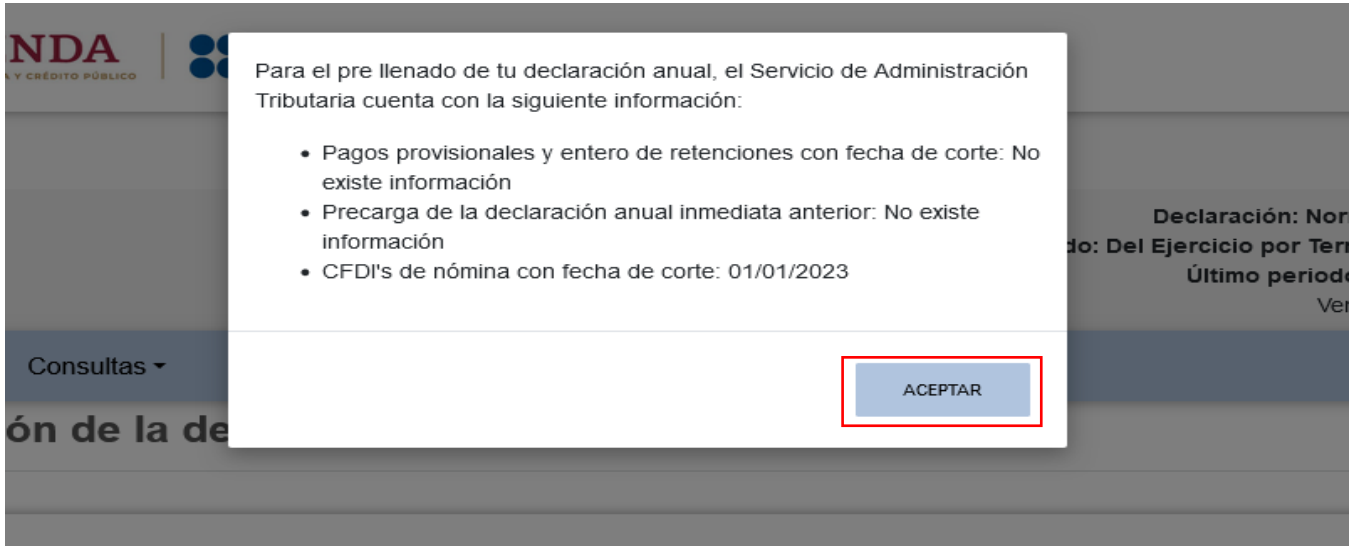 NDA
A Y CRÉDITO PÚBLICO
Para el pre llenado de tu declaración anual, el Servicio de Administración
Tributaria cuenta con la siguiente información:
• Pagos provisionales y entero de retenciones con fecha de corte: No
existe información
• Precarga de la declaración anual inmediata anterior: No existe
información
• CFDI's de nómina con fecha de corte: 01/01/2023
ACEPTAR
Declaración: Nor
do: Del Ejercicio por Ter
Último periodo
Ver
Consultas
ón de la de